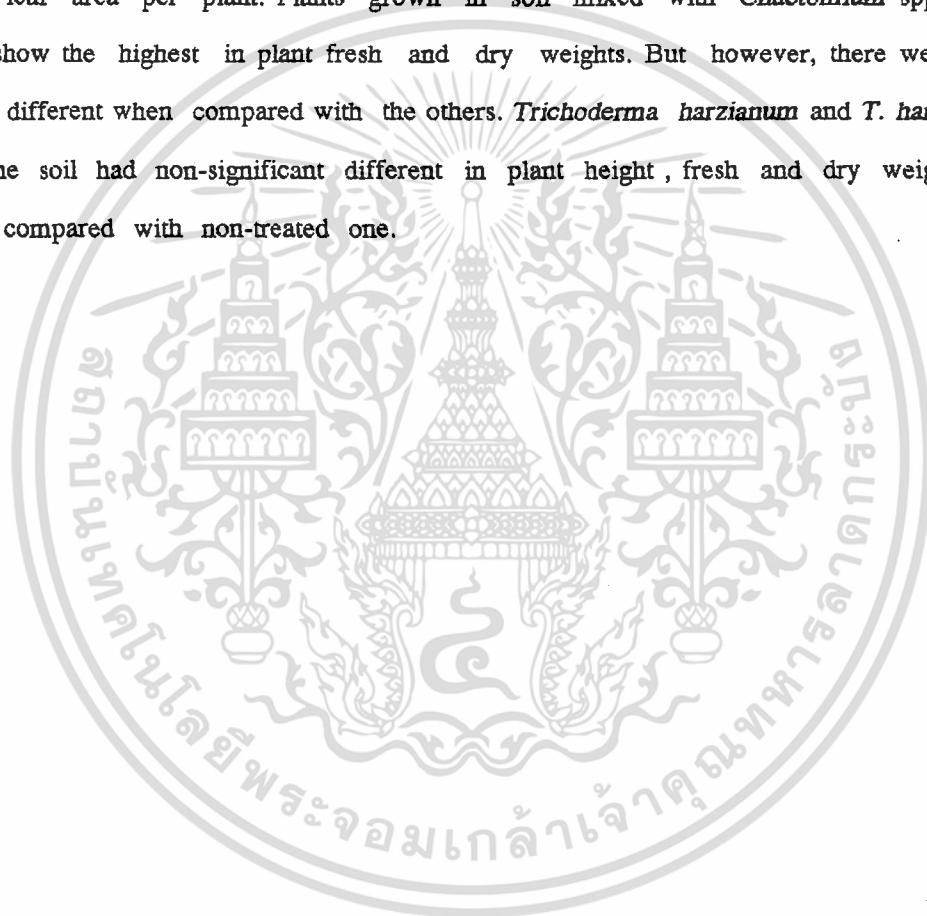 leaf area per plant. Plants grown in soil mixed with Chaetomium spp
show the highest in plant fresh and dry weights. But however, there we
different when compared with the others. Trichoderma harzianum and T. har
he soil had non-significant different in plant height , fresh and dry weig
compared with non-treated one.
สถาบันเทคโนโลยีพระจอมเกล้าเจ้าคุณทหารลาดกระบัง